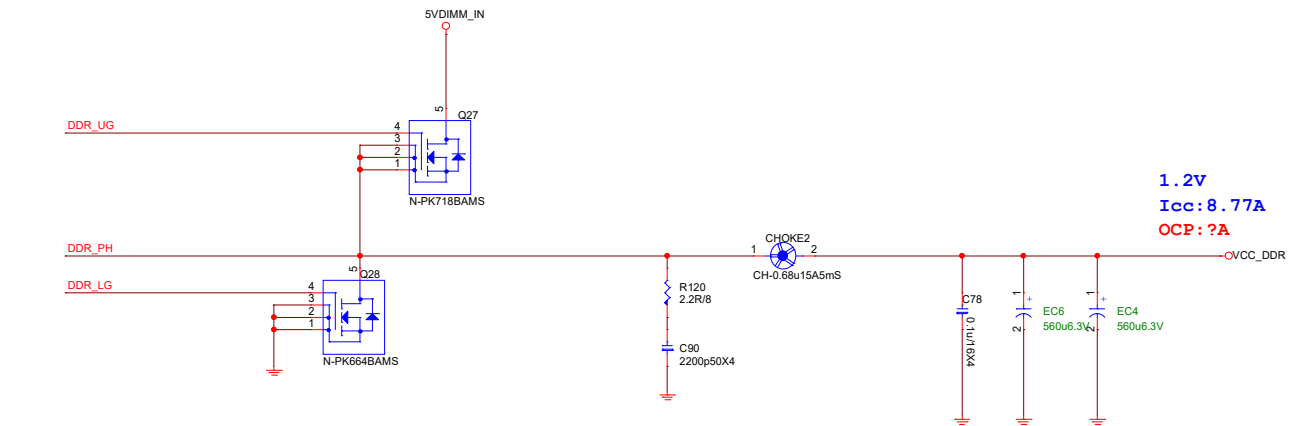 5VDIMM_IN
5
Q27
DDR_UG
4
3
2
1
N-PK718BAMS
1.2V
Icc:8.77A
OCP:?A
DDR_PH
CHOKE2
1
2
VCC_DDR
CH-0.68u15A5mS
5
Q28
DDR_LG
4
3
2
1
N-PK664BAMS
R120
2.2R/8
C90
2200p50X4
C78
0.1u/16X4
1
+
EC6
560u6.3V
2
1
+
EC4
560u6.3V
2